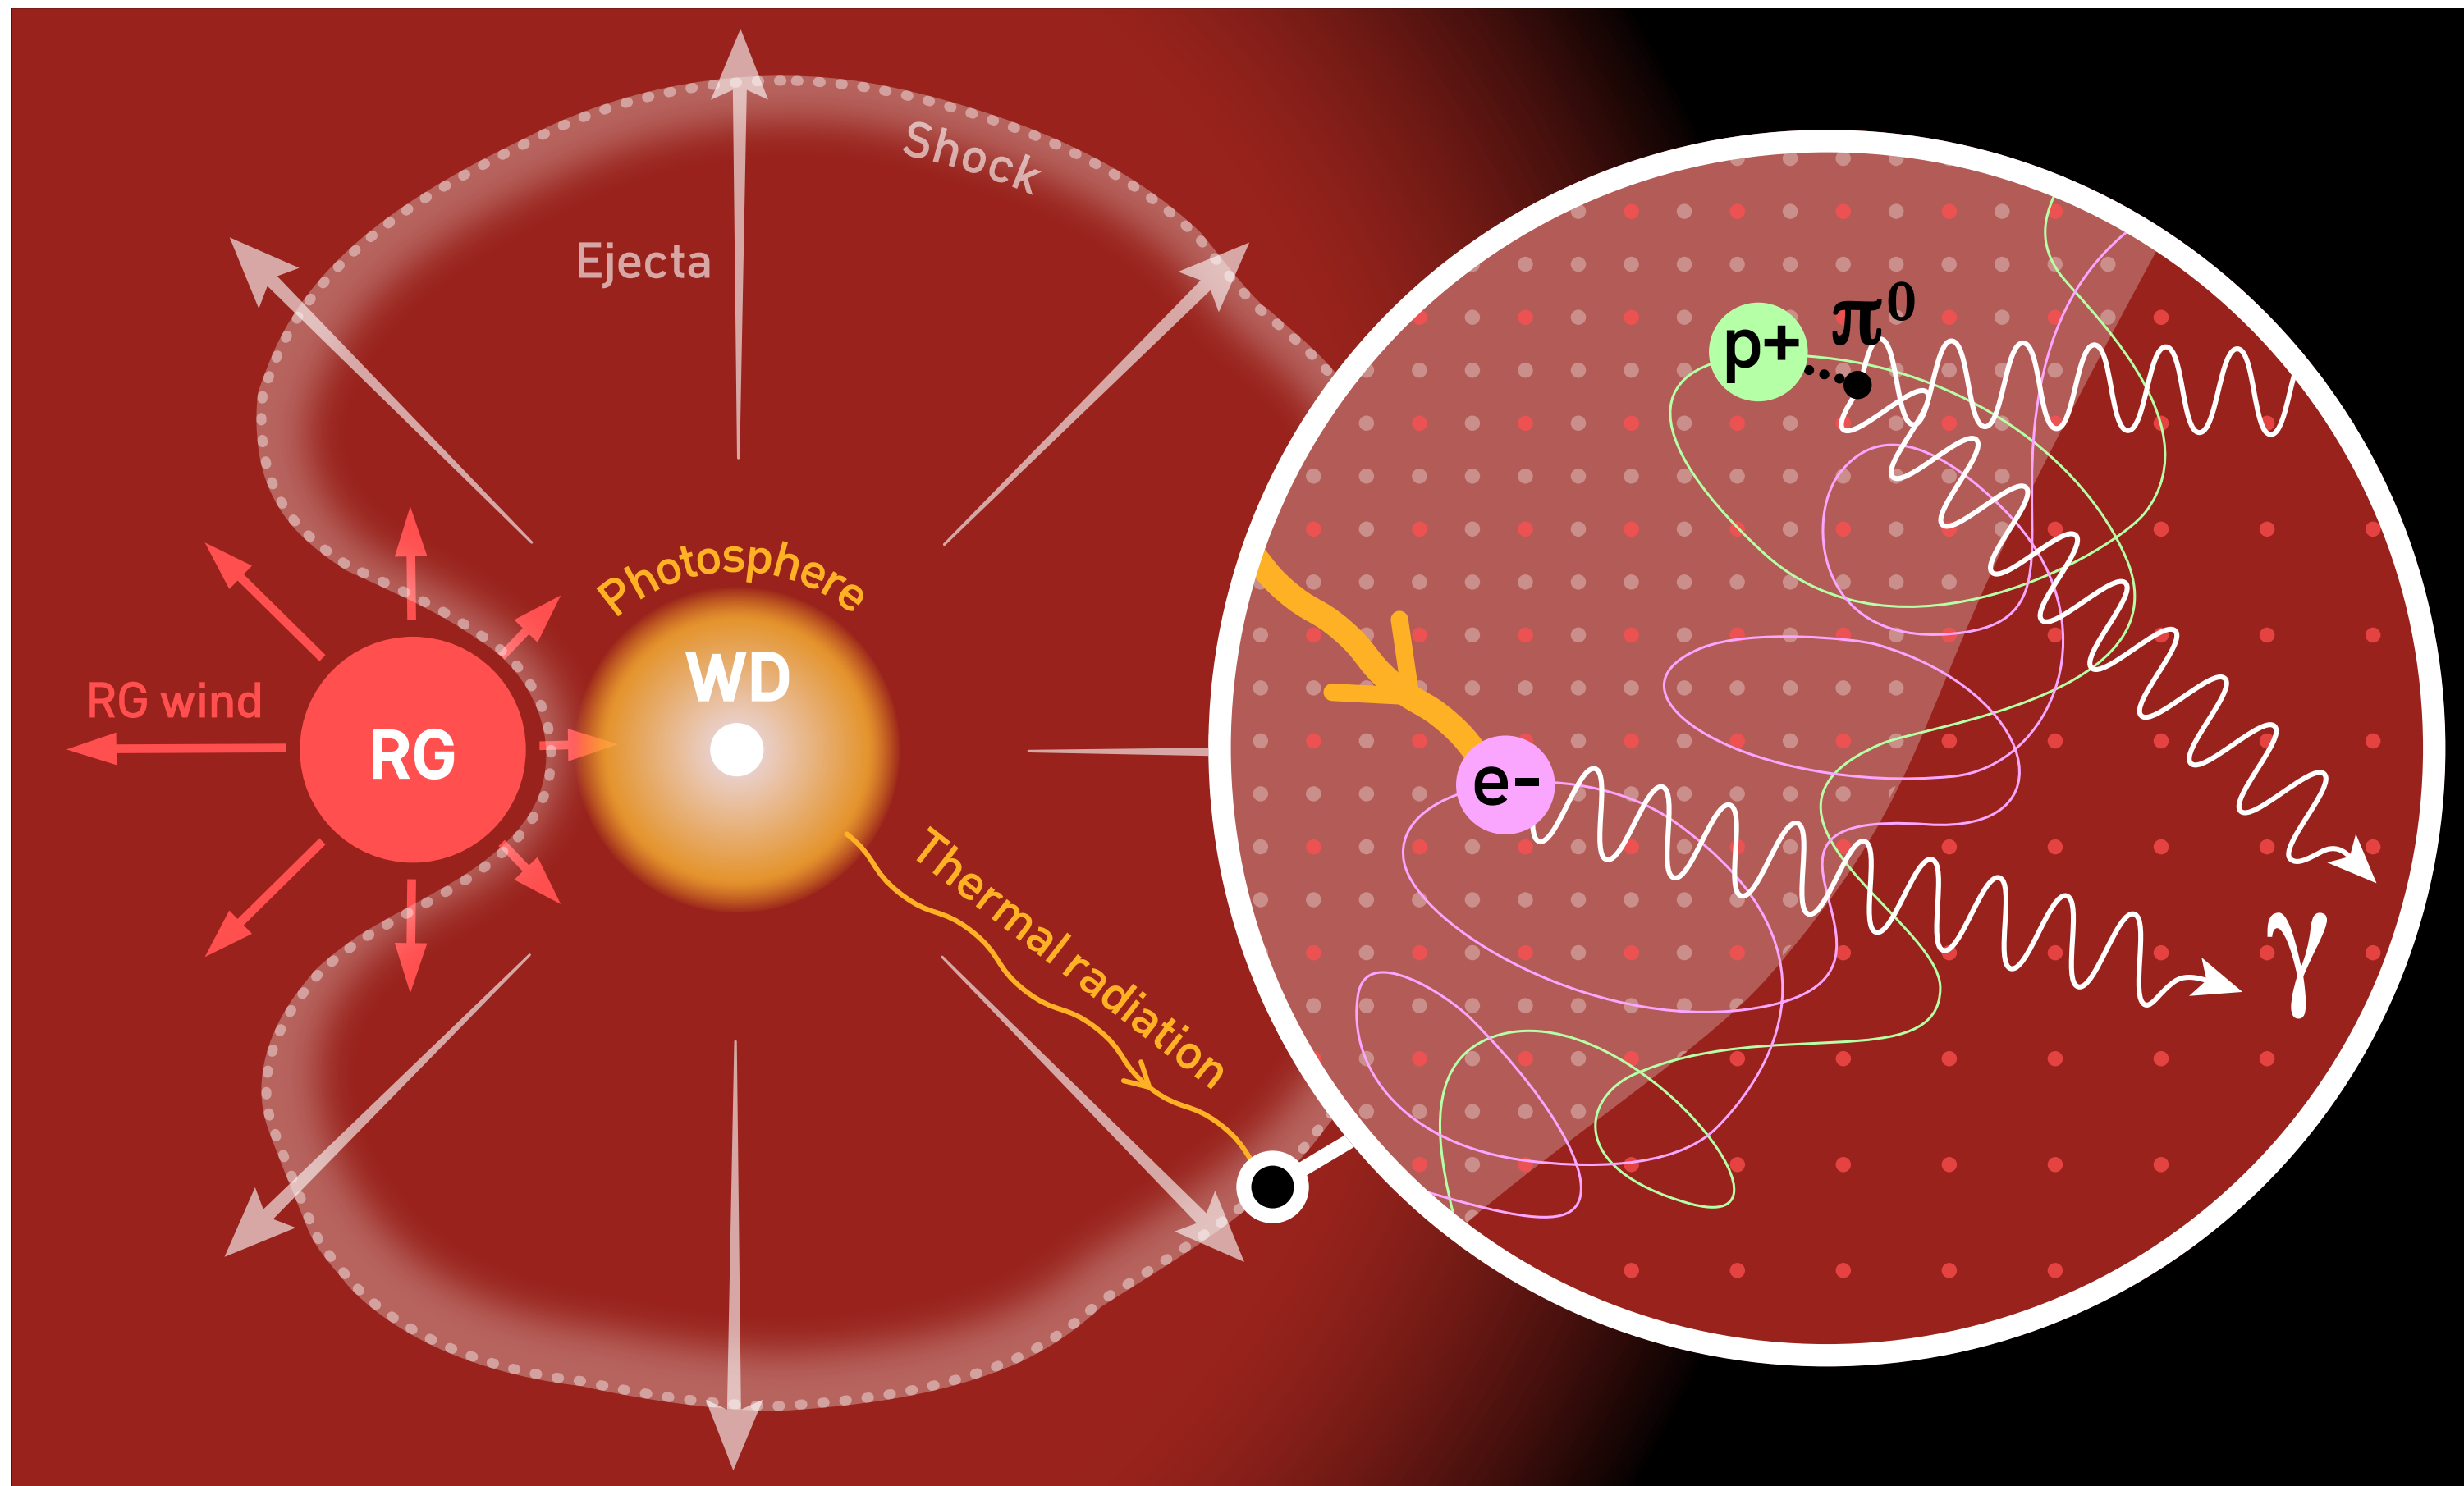 Shock
Ejecta
Photosphere
WD
RG wind
RG
Thermal radiation
p+
π⁰
e-
γ